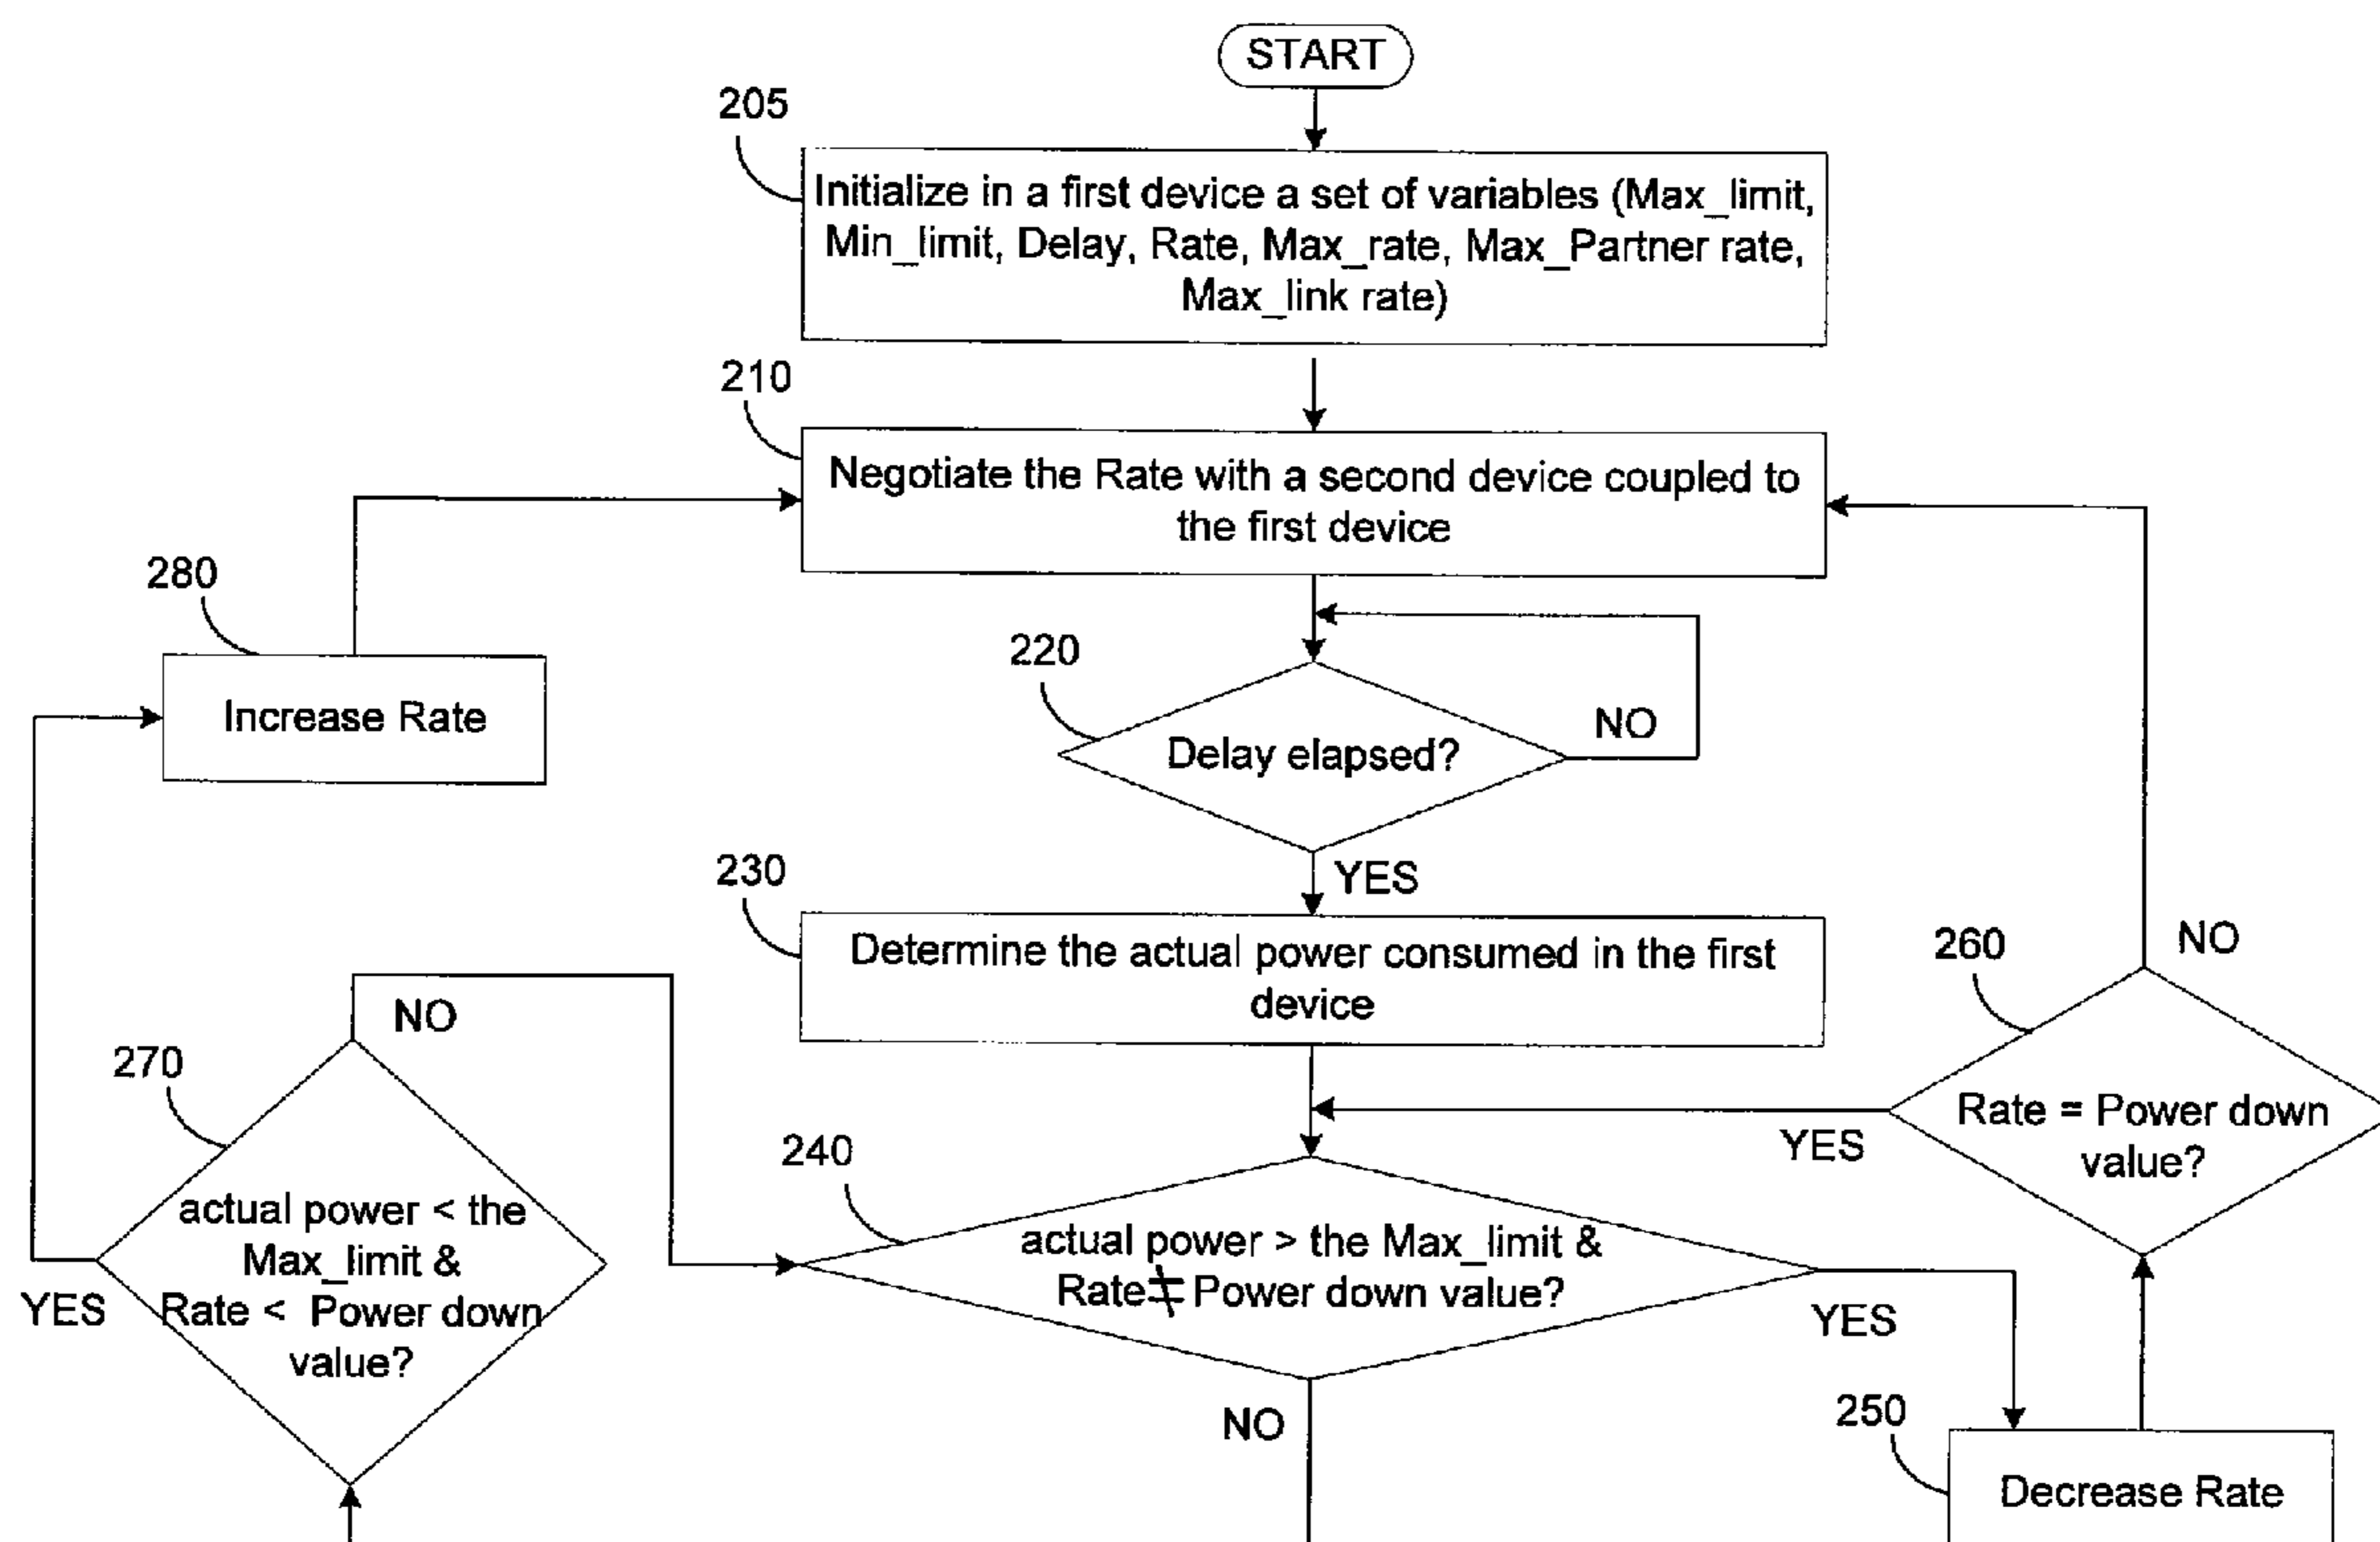 START
205
Initialize in a first device a set of variables (Max_limit,
Min_limit, Delay, Rate, Max_rate, Max_Partner rate,
Max_link rate)
210
Negotiate the Rate with a second device coupled to
the first device
280
Increase Rate
220
Delay elapsed?
NO
YES
230
Determine the actual power consumed in the first
device
260
NO
Rate = Power down
value?
YES
NO
270
actual power < the
Max_limit &
Rate < Power down
value?
YES
240
actual power > the Max_limit &
Rate ≠ Power down value?
YES
NO
250
Decrease Rate